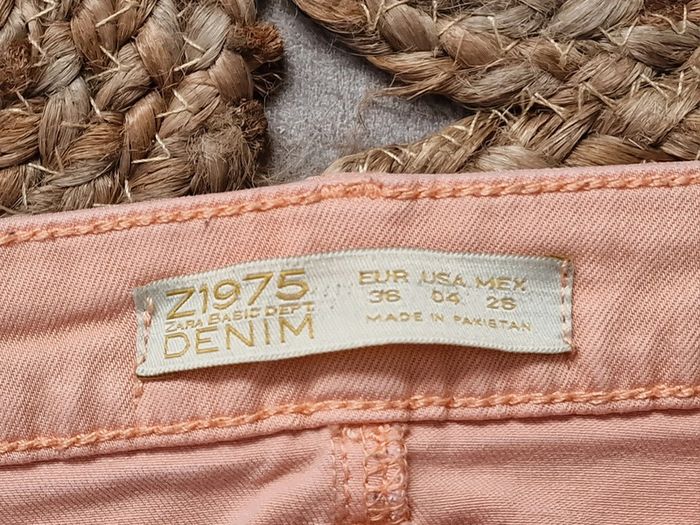 Z1975
ZARA BASIC DEPT
DENIM
EUR USA MEX
36 04 26
MADE IN PAKISTAN